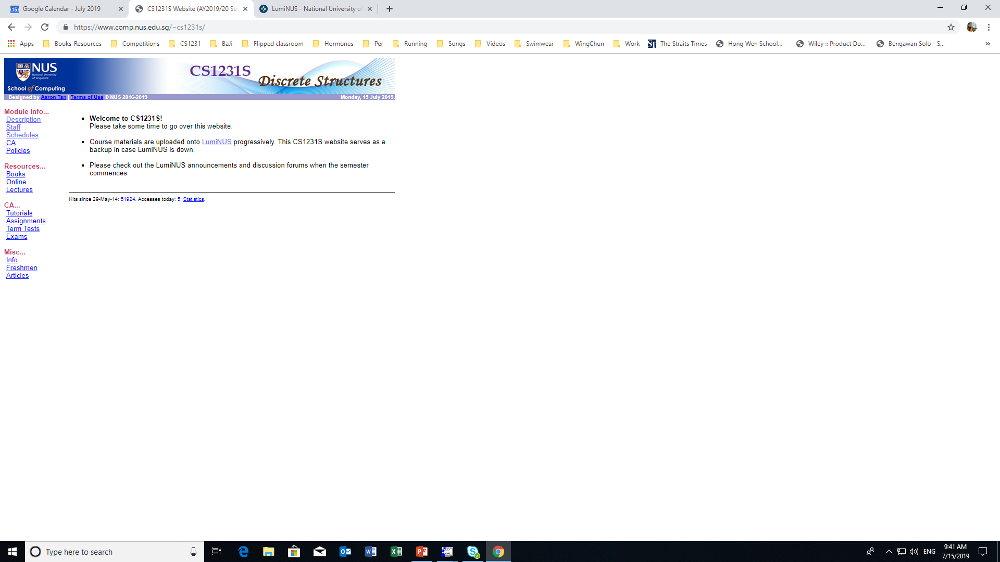 Google Calendar - July 2019
CS1231S Website (AY2019/20 Se
LumiNUS - National University o
https://www.comp.nus.edu.sg/~cs1231s/
Apps Books-Resources Competitions CS1231 BaJi Flipped classroom Hormones Per Running Songs Videos Swimwear WingChun Work ST The Straits Times Hong Wen School... Wiley :: Product Do... Bengawan Solo - S... »
NUS
National University
of Singapore
School of Computing
CS1231S
Discrete Structures
Designed by Aaron Tan | Terms of Use © NUS 2016-2019 Monday, 15 July 2019.
Module Info...
Description
Staff
Schedules
CA
Policies
Resources...
Books
Online
Lectures
CA...
Tutorials
Assignments
Term Tests
Exams
Misc...
Info
Freshmen
Articles
Welcome to CS1231S!
Please take some time to go over this website.
Course materials are uploaded onto LumiNUS progressively. This CS1231S website serves as a
backup in case LumiNUS is down.
Please check out the LumiNUS announcements and discussion forums when the semester
commences.
Hits since 29-May-14: 51924. Accesses today: 5. Statistics.
Type here to search
ENG
9:41 AM
7/15/2019